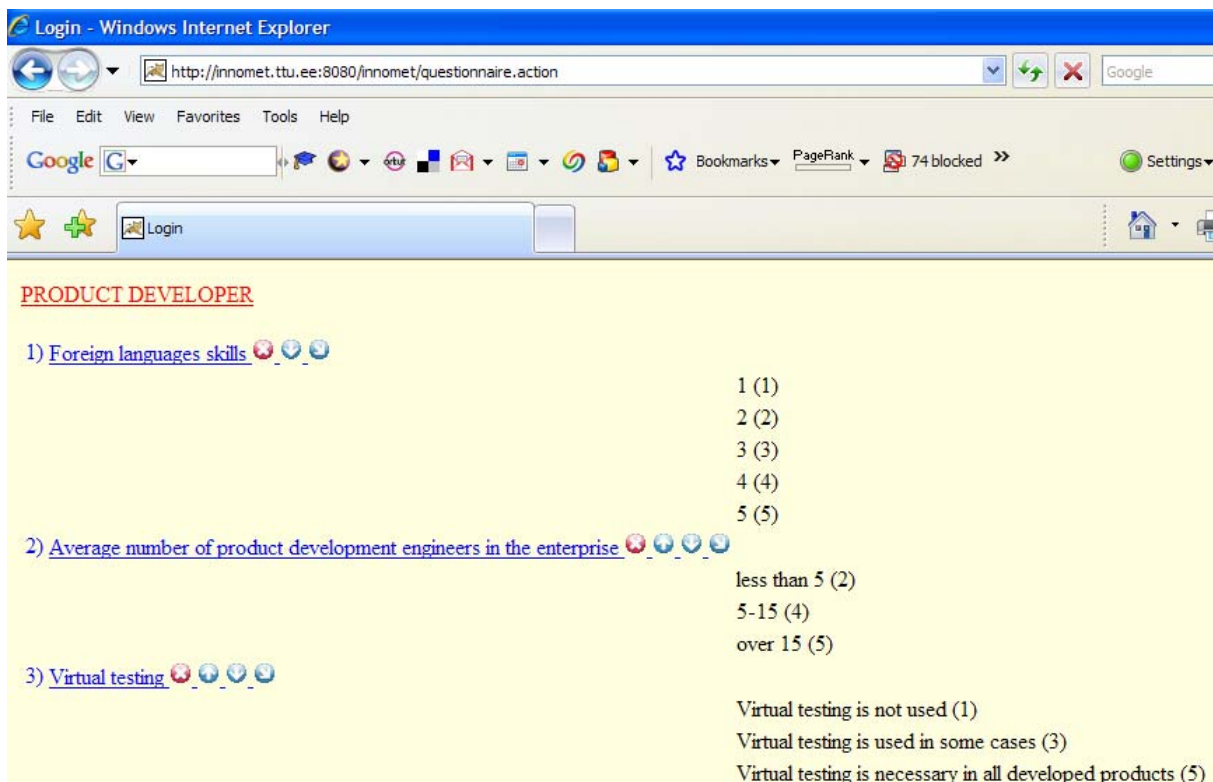 Login - Windows Internet Explorer
http://innomet.ttu.ee:8080/innomet/questionnaire.action
Google
File Edit View Favorites Tools Help
Google G
ortus
Bookmarks PageRank 74 blocked »
Settings
Login
PRODUCT DEVELOPER
1) Foreign languages skills
1 (1)
2 (2)
3 (3)
4 (4)
5 (5)
2) Average number of product development engineers in the enterprise
less than 5 (2)
5-15 (4)
over 15 (5)
3) Virtual testing
Virtual testing is not used (1)
Virtual testing is used in some cases (3)
Virtual testing is necessary in all developed products (5)